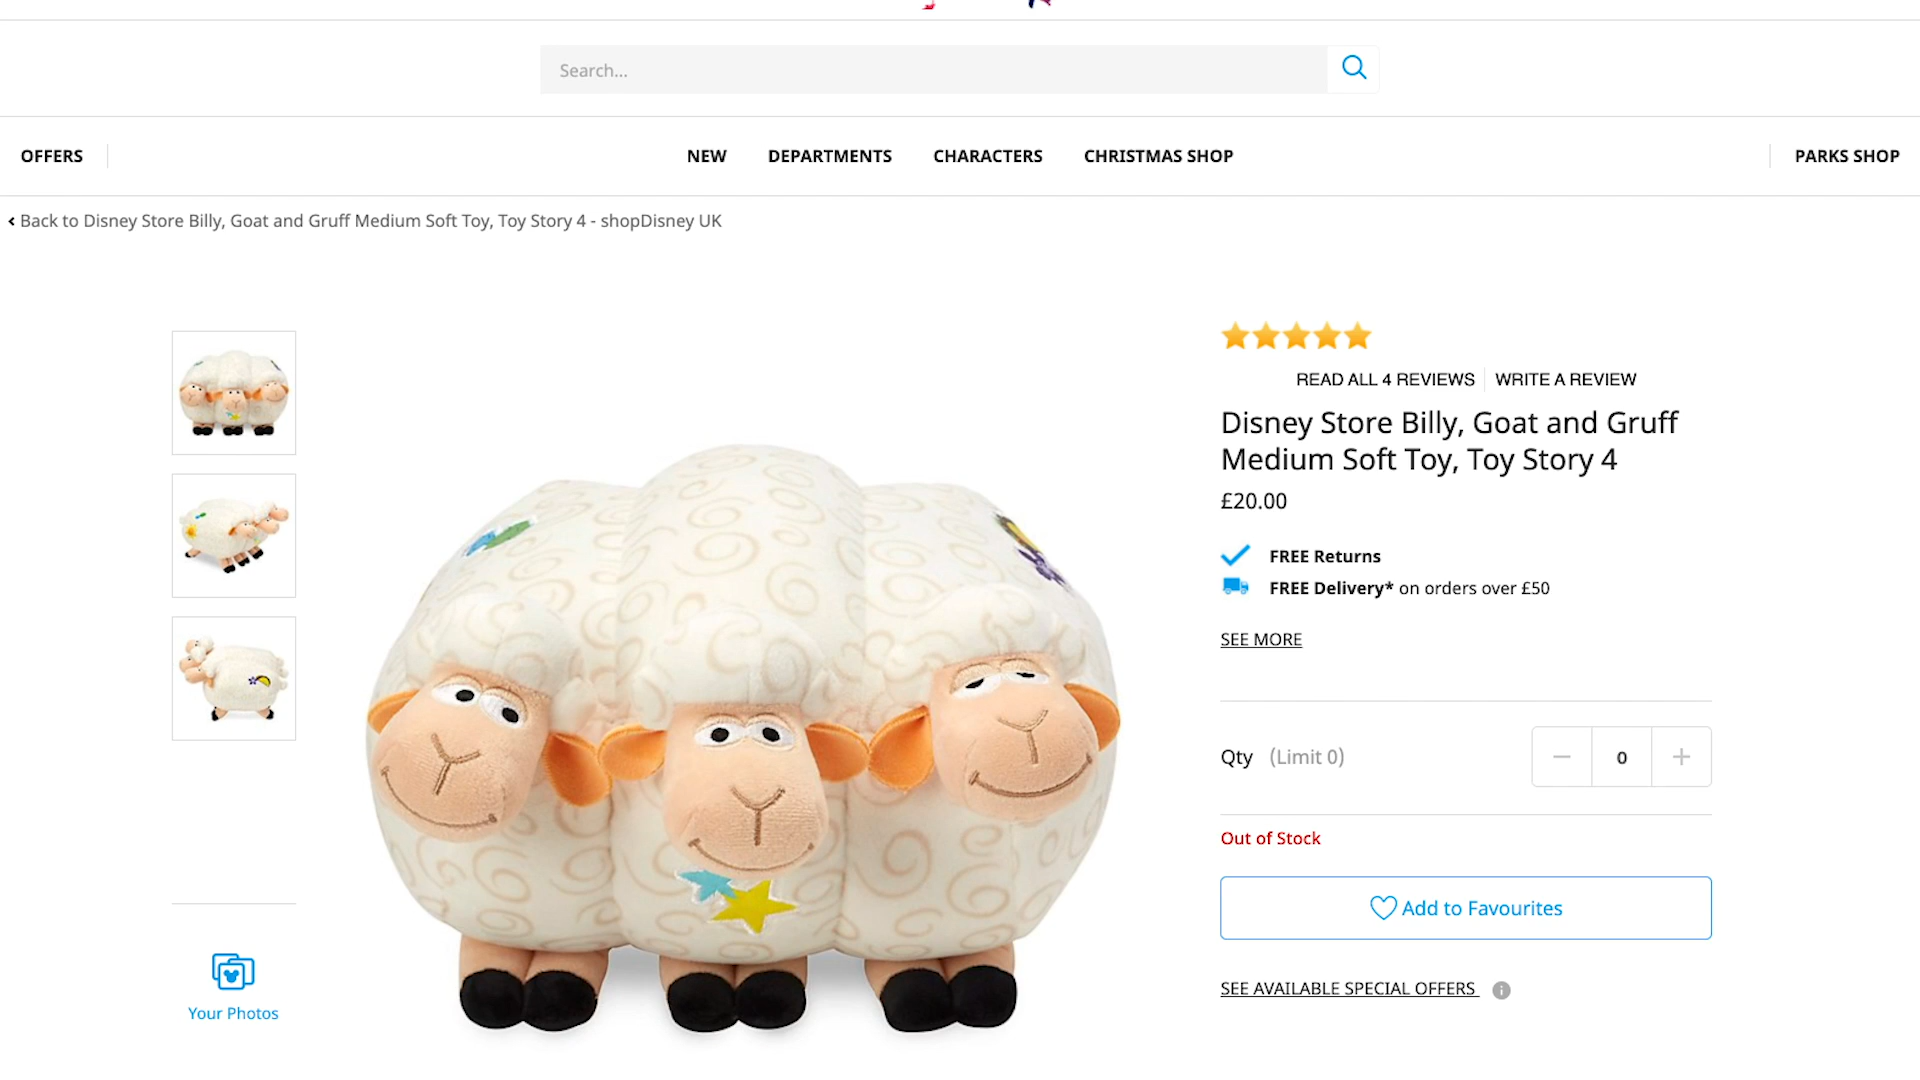 Search...
OFFERS
NEW
DEPARTMENTS
CHARACTERS
CHRISTMAS SHOP
PARKS SHOP
‹ Back to Disney Store Billy, Goat and Gruff Medium Soft Toy, Toy Story 4 - shopDisney UK
READ ALL 4 REVIEWS
WRITE A REVIEW
Disney Store Billy, Goat and Gruff
Medium Soft Toy, Toy Story 4
£20.00
FREE Returns
FREE Delivery* on orders over £50
SEE MORE
Qty (Limit 0)
0
Out of Stock
Add to Favourites
SEE AVAILABLE SPECIAL OFFERS
Your Photos